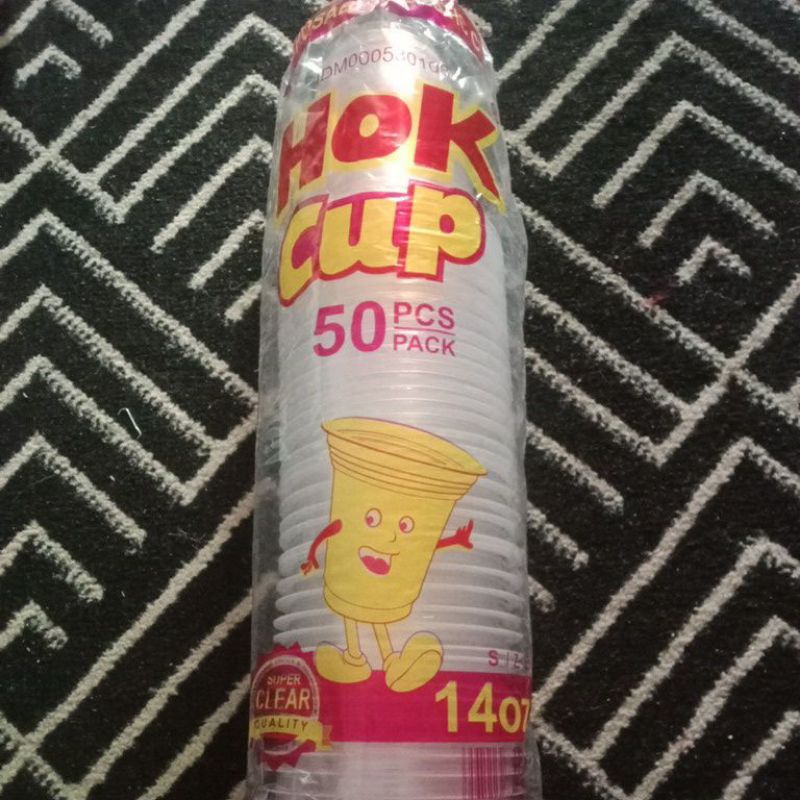 Hok
Cup
50 PCS
PACK
SUPER
CLEAR
QUALITY
14oz